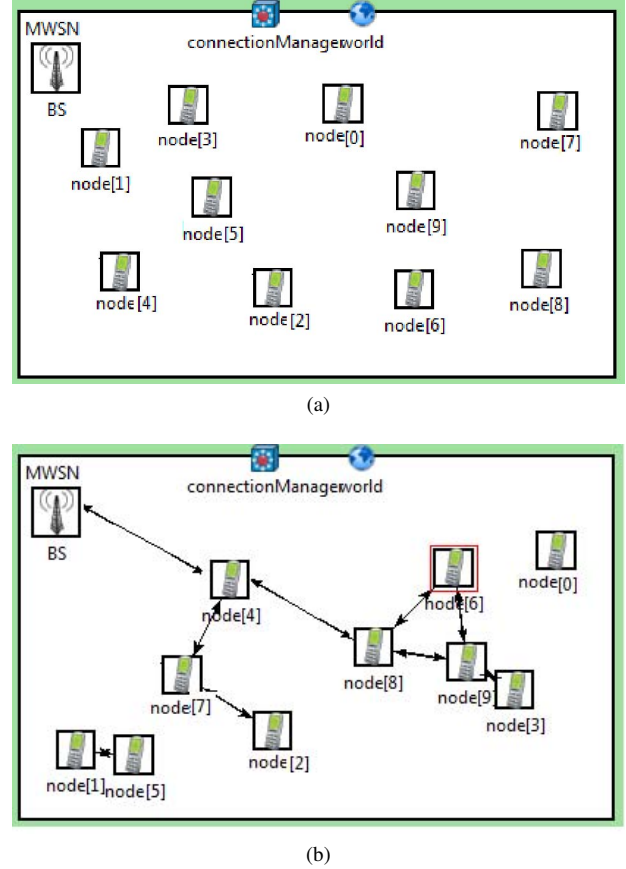 MWSN
connectionManagerworld
BS
node[3]
node[0]
node[7]
node[1]
node[5]
node[9]
node[4]
node[2]
node[6]
node[8]
(a)
MWSN
connectionManagerworld
BS
node[0]
node[6]
node[4]
node[8]
node[9]
node[7]
node[3]
node[2]
node[1]
node[5]
(b)